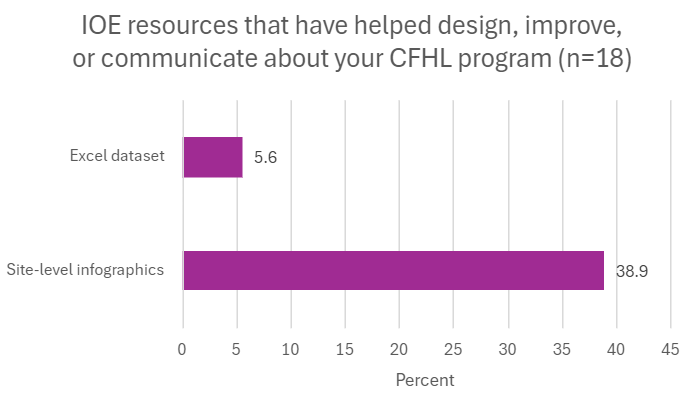 IOE resources that have helped design, improve,
or communicate about your CFHL program (n=18)
Excel dataset
5.6
Site-level infographics
38.9
0 5 10 15 20 25 30 35 40 45
Percent